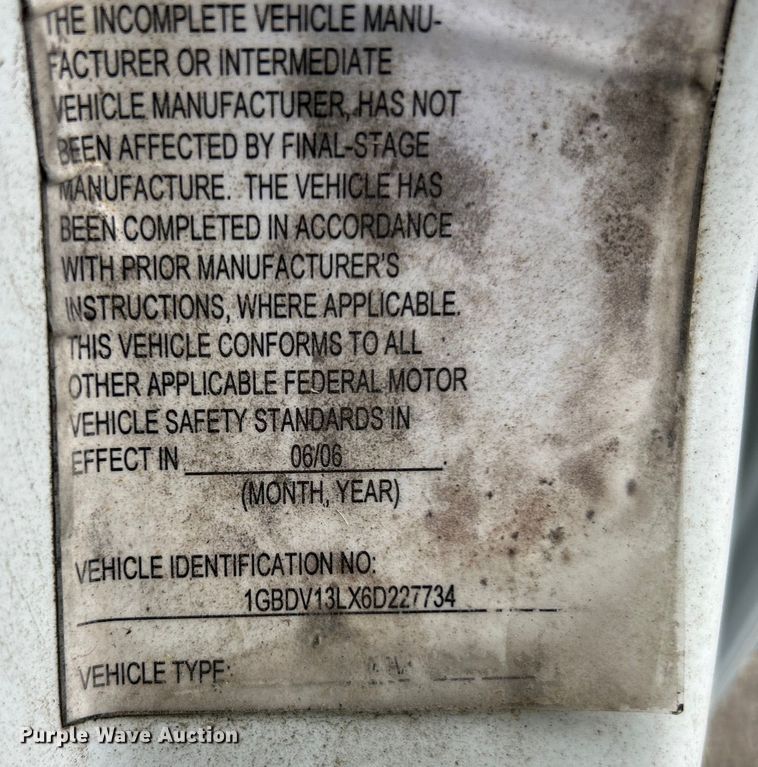 THE INCOMPLETE VEHICLE MANU-
FACTURER OR INTERMEDIATE
VEHICLE MANUFACTURER, HAS NOT
BEEN AFFECTED BY FINAL-STAGE
MANUFACTURE. THE VEHICLE HAS
BEEN COMPLETED IN ACCORDANCE
WITH PRIOR MANUFACTURER'S
INSTRUCTIONS, WHERE APPLICABLE.
THIS VEHICLE CONFORMS TO ALL
OTHER APPLICABLE FEDERAL MOTOR
VEHICLE SAFETY STANDARDS IN
EFFECT IN 06/06.
(MONTH, YEAR)
VEHICLE IDENTIFICATION NO:
1GBDV13LX6D227734
VEHICLE TYPE:
Purple Wave Auction